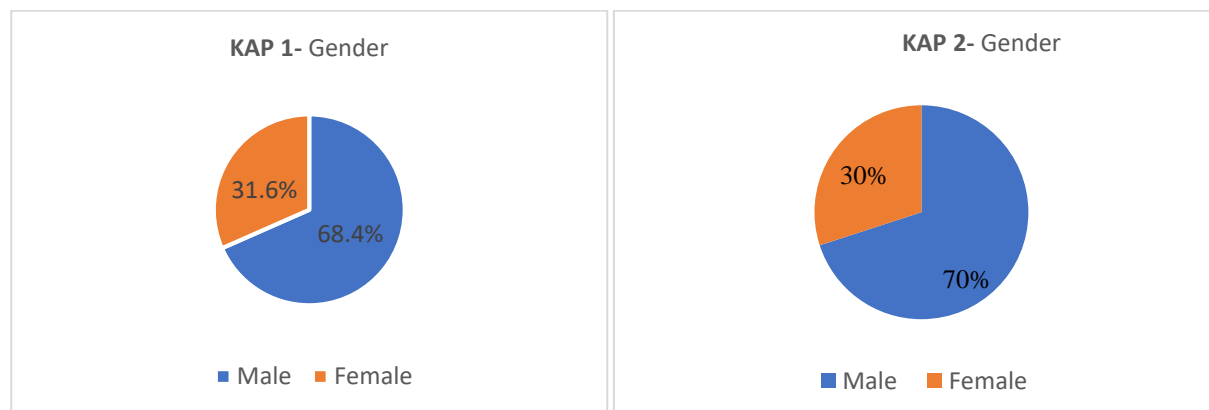 KAP 1- Gender
31.6%
68.4%
Male Female
KAP 2- Gender
30%
70%
Male Female